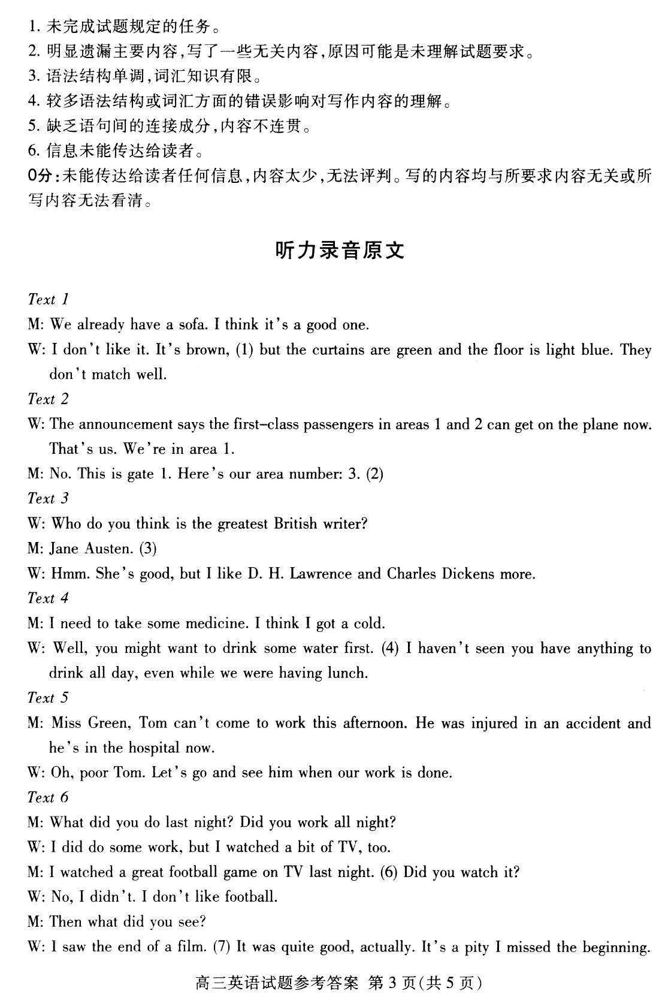 1. 未完成试题规定的任务。
2. 明显遗漏主要内容,写了一些无关内容,原因可能是未理解试题要求。
3. 语法结构单调,词汇知识有限。
4. 较多语法结构或词汇方面的错误影响对写作内容的理解。
5. 缺乏语句间的连接成分,内容不连贯。
6. 信息未能传达给读者。
0分:未能传达给读者任何信息,内容太少,无法评判。写的内容均与所要求内容无关或所
写内容无法看清。
听力录音原文
Text 1
M: We already have a sofa. I think it's a good one.
W: I don't like it. It's brown, (1) but the curtains are green and the floor is light blue. They
don't match well.
Text 2
W: The announcement says the first-class passengers in areas 1 and 2 can get on the plane now.
That's us. We're in area 1.
M: No. This is gate 1. Here's our area number: 3. (2)
Text 3
W: Who do you think is the greatest British writer?
M: Jane Austen. (3)
W: Hmm. She's good, but I like D. H. Lawrence and Charles Dickens more.
Text 4
M: I need to take some medicine. I think I got a cold.
W: Well, you might want to drink some water first. (4) I haven't seen you have anything to
drink all day, even while we were having lunch.
Text 5
M: Miss Green, Tom can't come to work this afternoon. He was injured in an accident and
he's in the hospital now.
W: Oh, poor Tom. Let's go and see him when our work is done.
Text 6
M: What did you do last night? Did you work all night?
W: I did do some work, but I watched a bit of TV, too.
M: I watched a great football game on TV last night. (6) Did you watch it?
W: No, I didn't. I don't like football.
M: Then what did you see?
W: I saw the end of a film. (7) It was quite good, actually. It's a pity I missed the beginning.
高三英语试题参考答案 第 3 页(共 5 页)